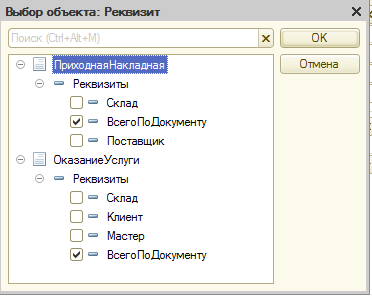 Выбор объекта: Реквизит
Поиск (Ctrl+Alt+M)
OK
ПриходнаяНакладная
Отмена
Реквизиты
Склад
ВсегоПоДокументу
Поставщик
ОказаниеУслуги
Реквизиты
Склад
Клиент
Мастер
ВсегоПоДокументу